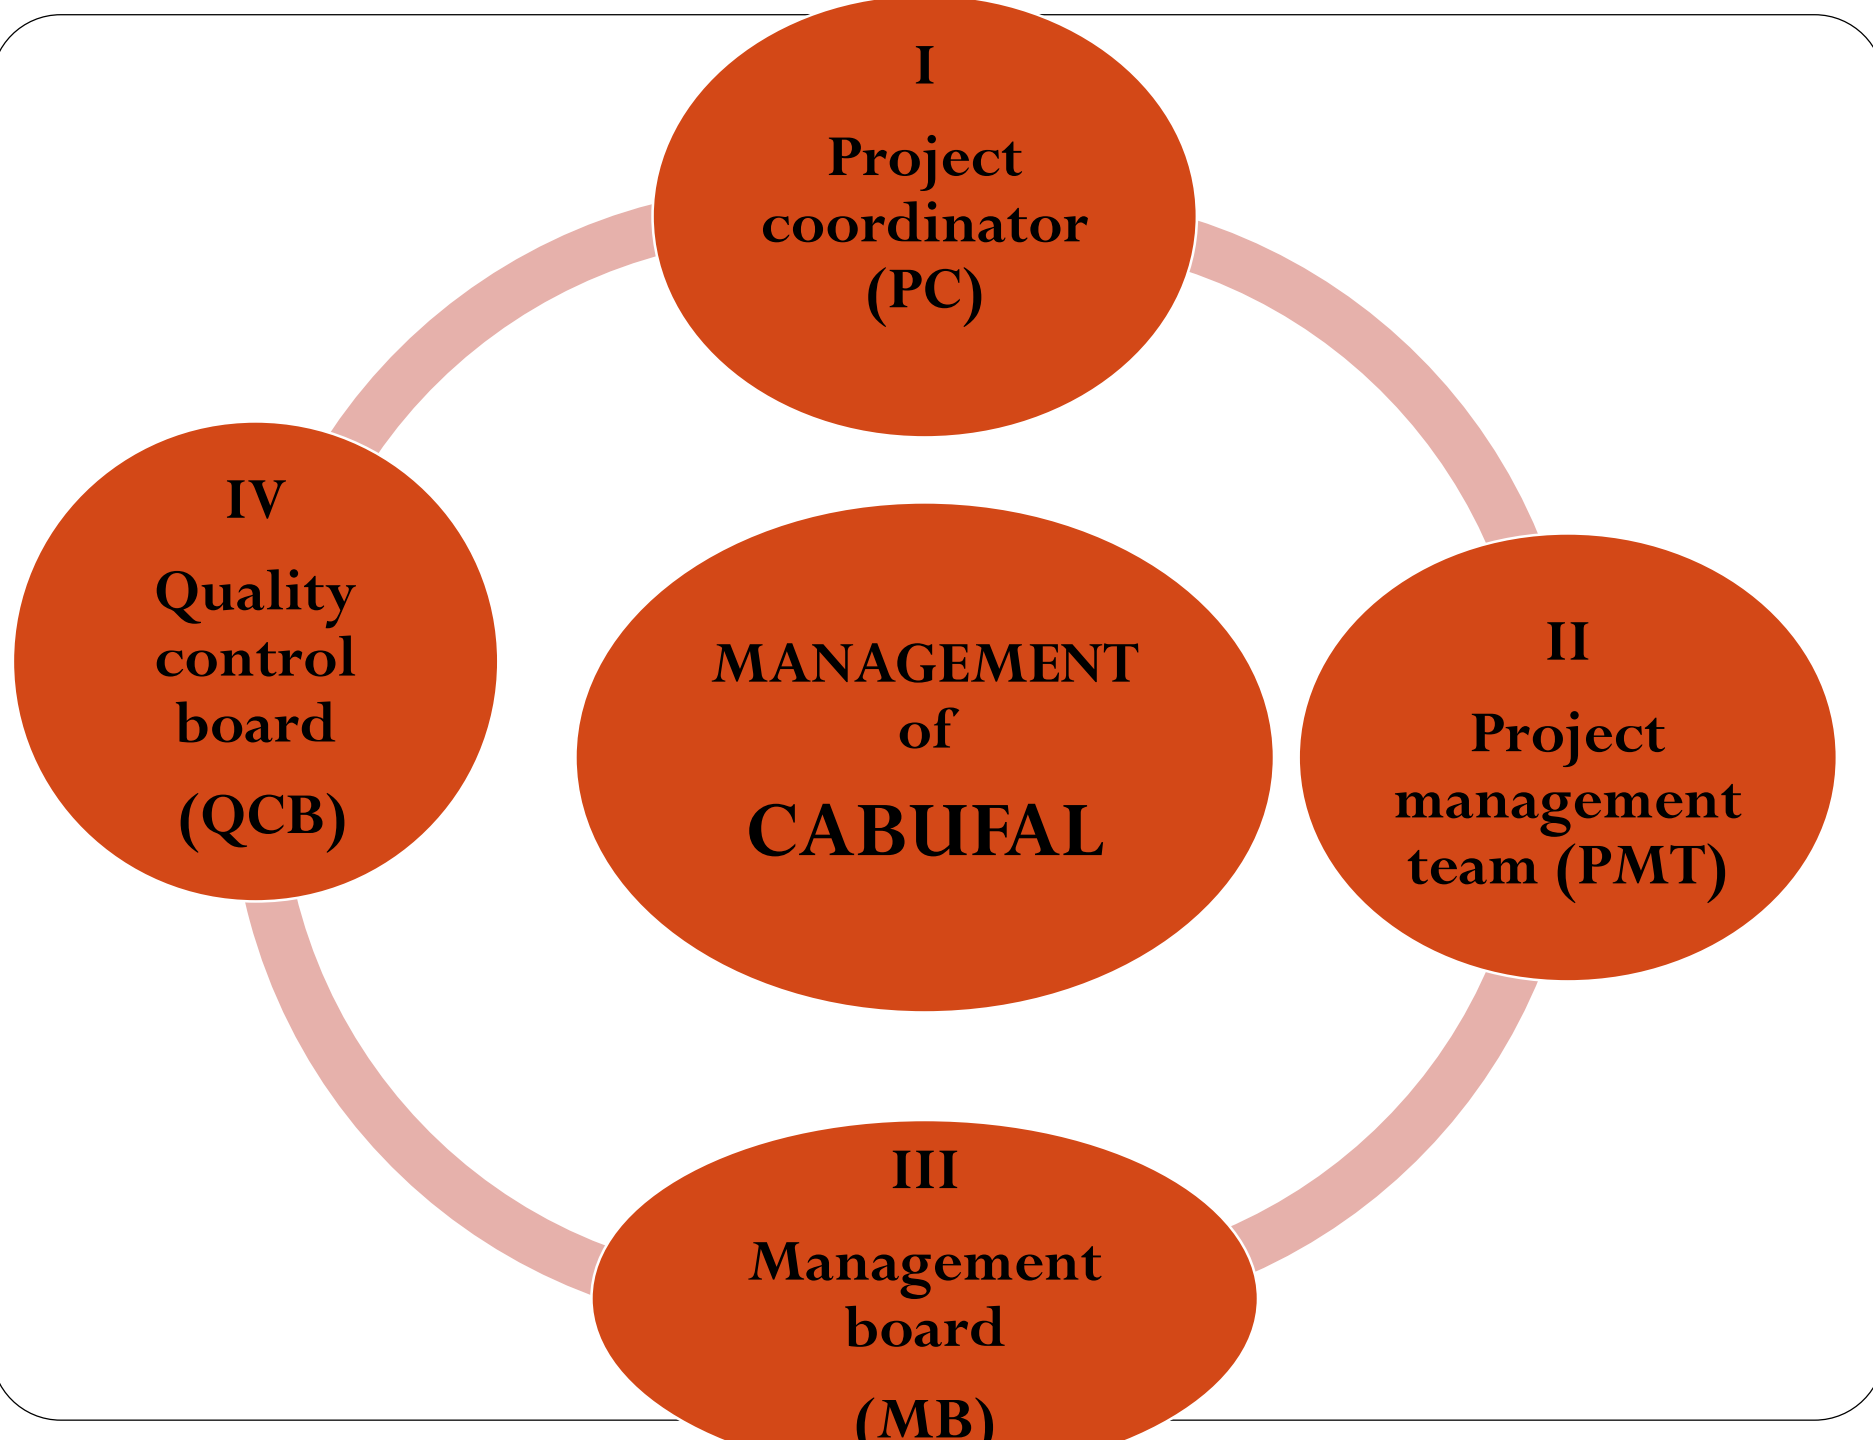 I
Project
coordinator
(PC)
IV
Quality
control
board
(QCB)
MANAGEMENT
of
CABUFAL
II
Project
management
team (PMT)
III
Management
board
(MB)